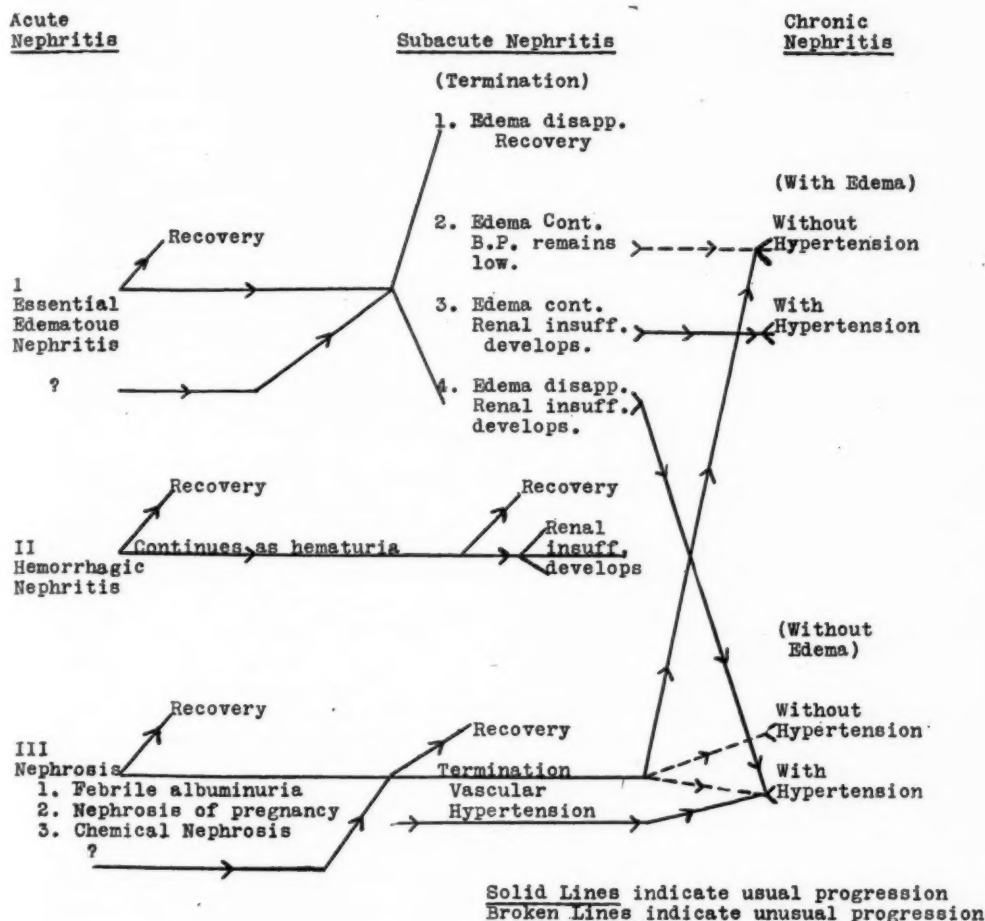 Acute
Nephritis
Subacute Nephritis
Chronic
Nephritis
(Termination)
1. Edema disapp.
Recovery
(With Edema)
Recovery
2. Edema Cont.
B.P. remains
low.
Without
Hypertension
1
Essential
Edematous
Nephritis
3. Edema cont.
Renal insuff.
develops.
With
Hypertension
?
4. Edema disapp.
Renal insuff.
develops.
Recovery
Recovery
II
Hemorrhagic
Nephritis
Continues as hematuria
Renal
insuff.
develops
(Without
Edema)
Recovery
Recovery
Without
Hypertension
III
Nephrosis
1. Febrile albuminuria
2. Nephrosis of pregnancy
3. Chemical Nephrosis
?
Termination
Vascular
Hypertension
With
Hypertension
Solid Lines indicate usual progression
Broken Lines indicate unusual progression